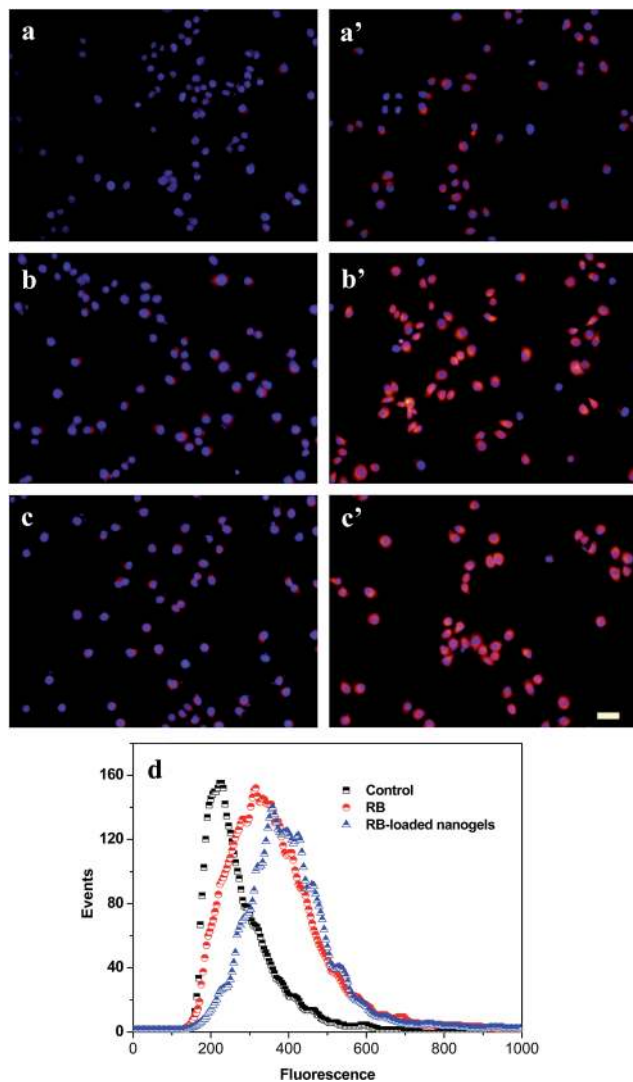 a
a'
b
b'
c
c'
d
Control
RB
RB-loaded nanogels
160
120
80
40
0
Events
0 200 400 600 800 1000
Fluorescence